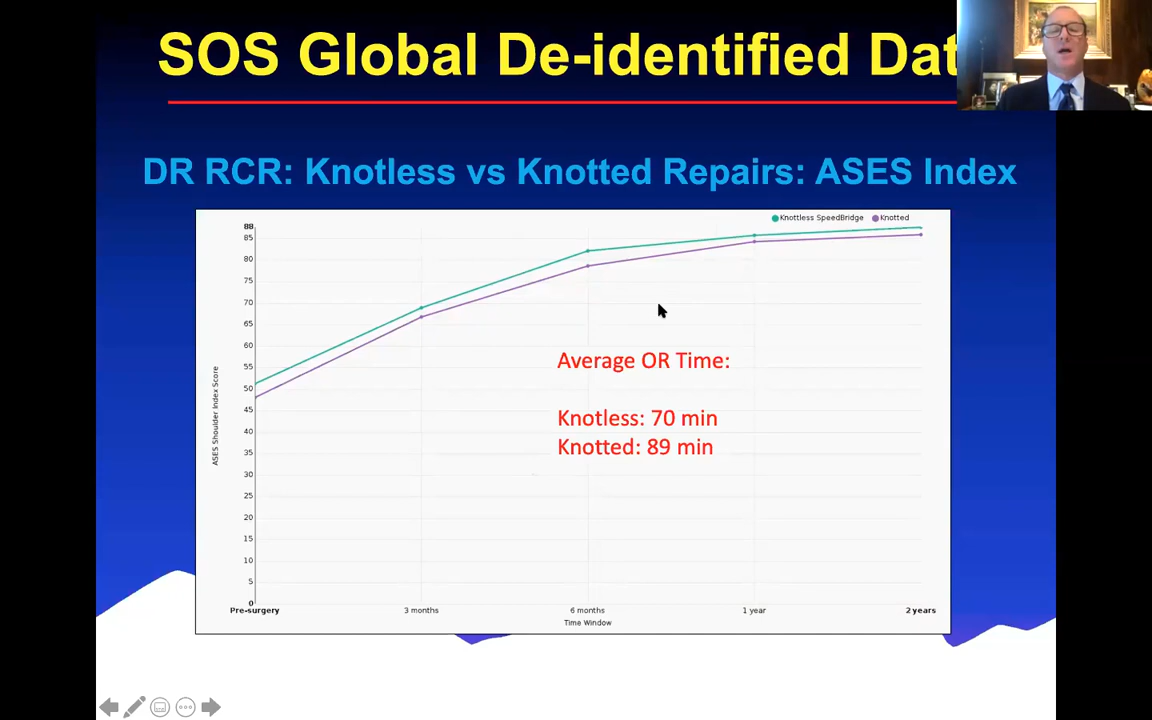 SOS Global De-identified Dat
DR RCR: Knotless vs Knotted Repairs: ASES Index
Knottless SpeedBridge
Knotted
88
85
80
75
70
65
60
55
50
45
40
35
30
25
20
15
10
5
0
ASES Shoulder Index Score
Average OR Time:
Knotless: 70 min
Knotted: 89 min
Pre-surgery
3 months
6 months
1 year
2 years
Time Window